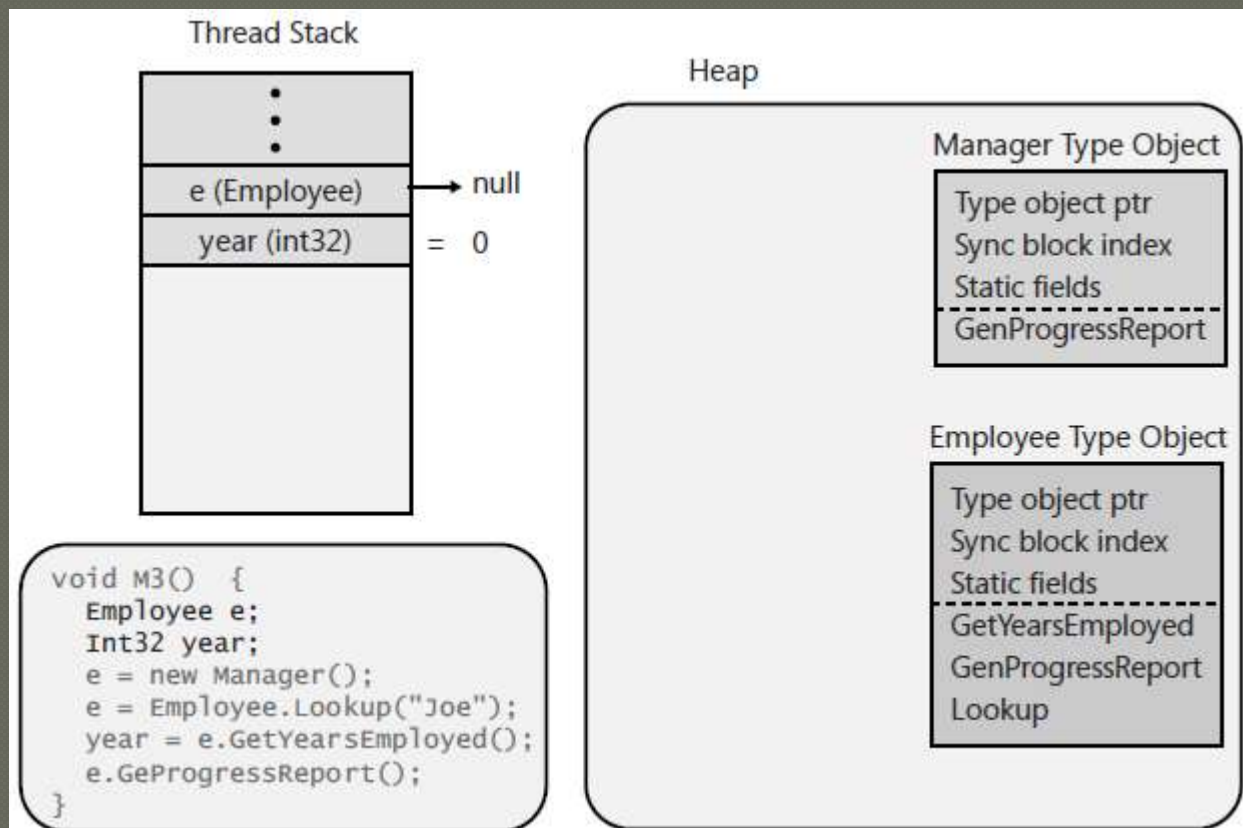 Thread Stack
e (Employee)
null
year (int32)
= 0
Heap
Manager Type Object
Type object ptr
Sync block index
Static fields
GenProgressReport
Employee Type Object
Type object ptr
Sync block index
Static fields
GetYearsEmployed
GenProgressReport
Lookup
void M3() {
Employee e;
Int32 year;
e = new Manager();
e = Employee.Lookup("Joe");
year = e.GetYearsEmployed();
e.GeProgressReport();
}